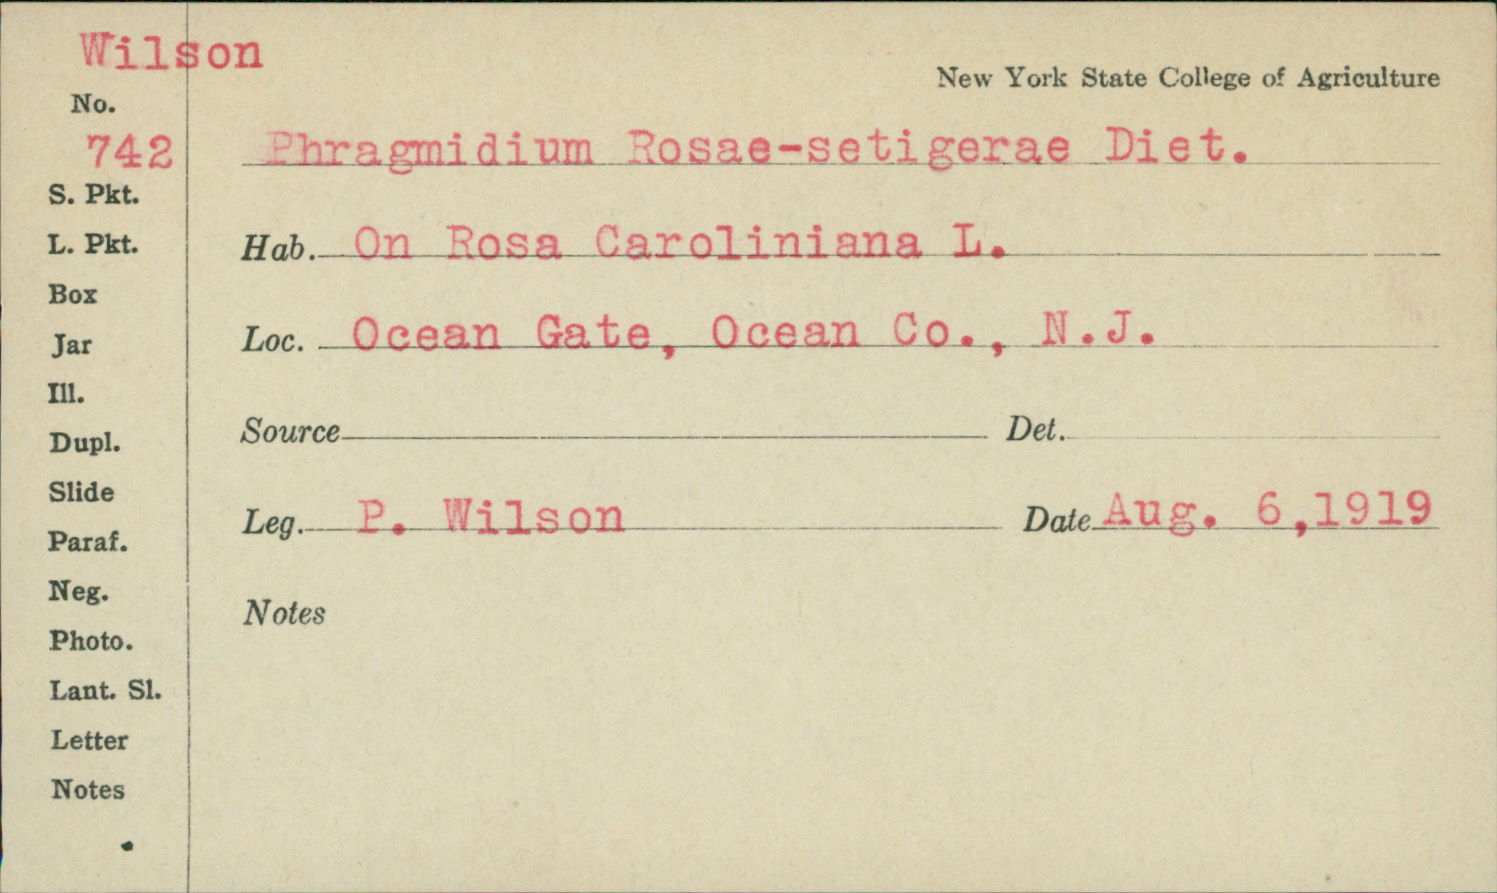 Wilson
New York State College of Agriculture
No.
742
Phragmidium Rosae-setigerae Diet.
S. Pkt.
L. Pkt.
Hab. On Rosa Caroliniana L.
Box
Jar
Loc. Ocean Gate, Ocean Co., N.J.
Ill.
Dupl.
Source Det.
Slide
Leg. P. Wilson Date Aug. 6,1919
Paraf.
Neg.
Notes
Photo.
Lant. Sl.
Letter
Notes